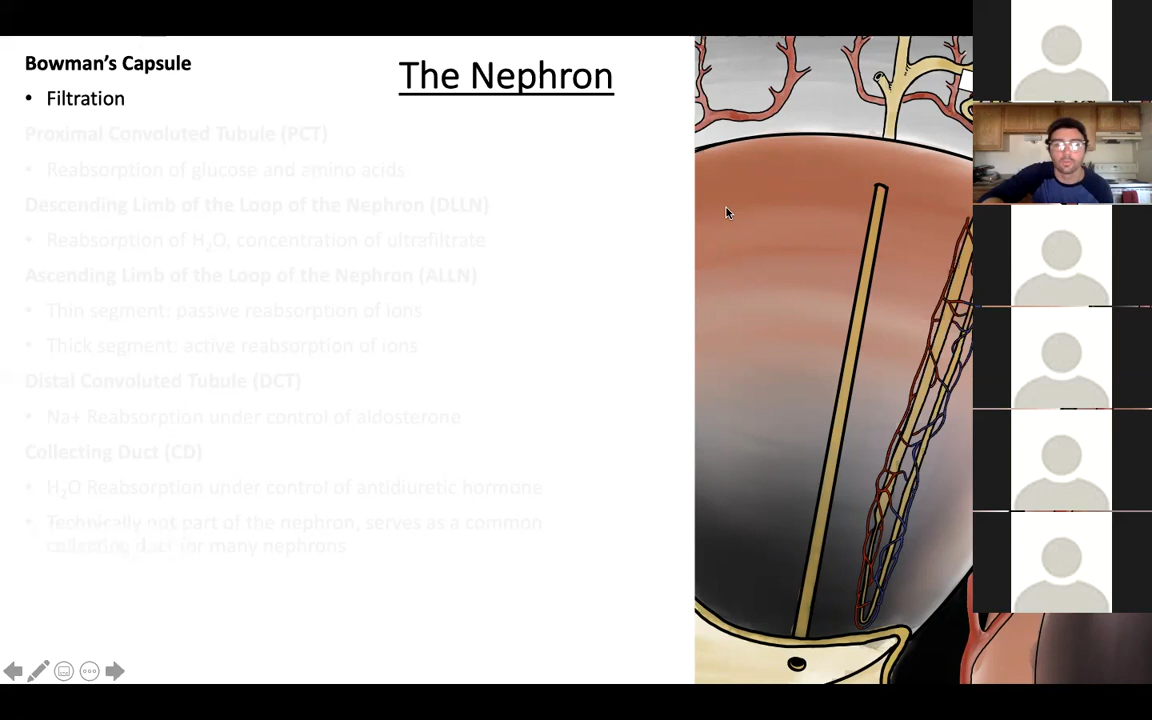 The Nephron
Bowman's Capsule
• Filtration
Proximal Convoluted Tubule (PCT)
• Reabsorption of glucose and amino acids
Descending Limb of the Loop of the Nephron (DLLN)
• Reabsorption of H₂O, concentration of ultrafiltrate
Ascending Limb of the Loop of the Nephron (ALLN)
• Thin segment: passive reabsorption of ions
• Thick segment: active reabsorption of ions
Distal Convoluted Tubule (DCT)
• Na+ Reabsorption under control of aldosterone
Collecting Duct (CD)
• H₂O Reabsorption under control of antidiuretic hormone
• Technically not part of the nephron, serves as a common
collecting duct for many nephrons